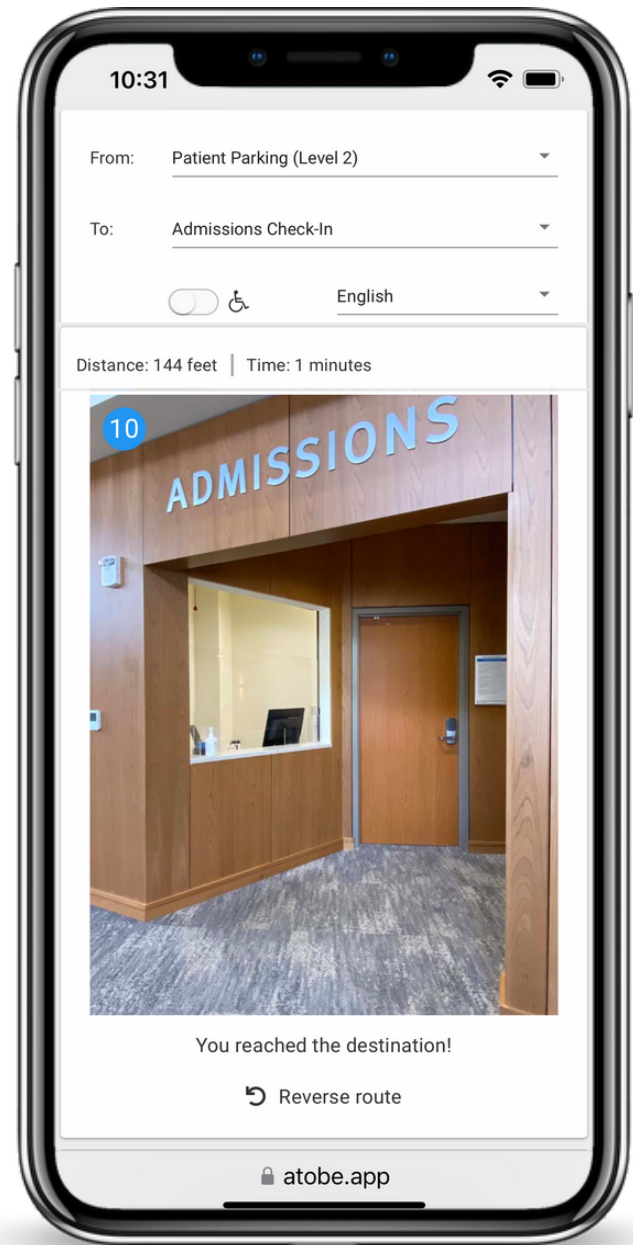 10:31
From: Patient Parking (Level 2)
To: Admissions Check-In
English
Distance: 144 feet | Time: 1 minutes
10
ADMISSIONS
You reached the destination!
Reverse route
atobe.app